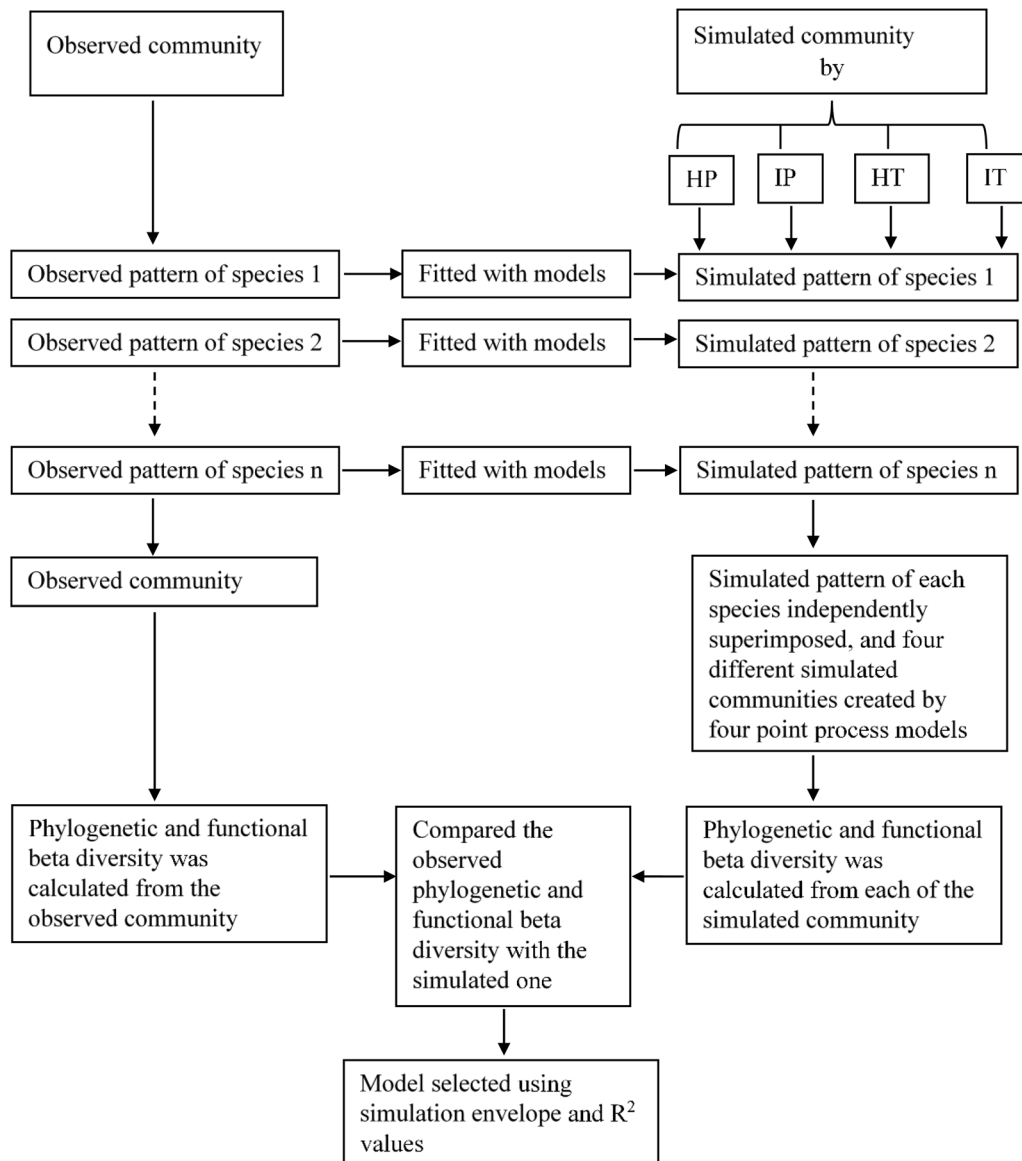 Observed community
Simulated community
by
HP
IP
HT
IT
Observed pattern of species 1
Fitted with models
Simulated pattern of species 1
Observed pattern of species 2
Fitted with models
Simulated pattern of species 2
Observed pattern of species n
Fitted with models
Simulated pattern of species n
Observed community
Simulated pattern of each
species independently
superimposed, and four
different simulated
communities created by
four point process models
Phylogenetic and functional
beta diversity was
calculated from the
observed community
Compared the
observed
phylogenetic and
functional beta
diversity with the
simulated one
Phylogenetic and functional
beta diversity was
calculated from each of the
simulated community
Model selected using
simulation envelope and R²
values